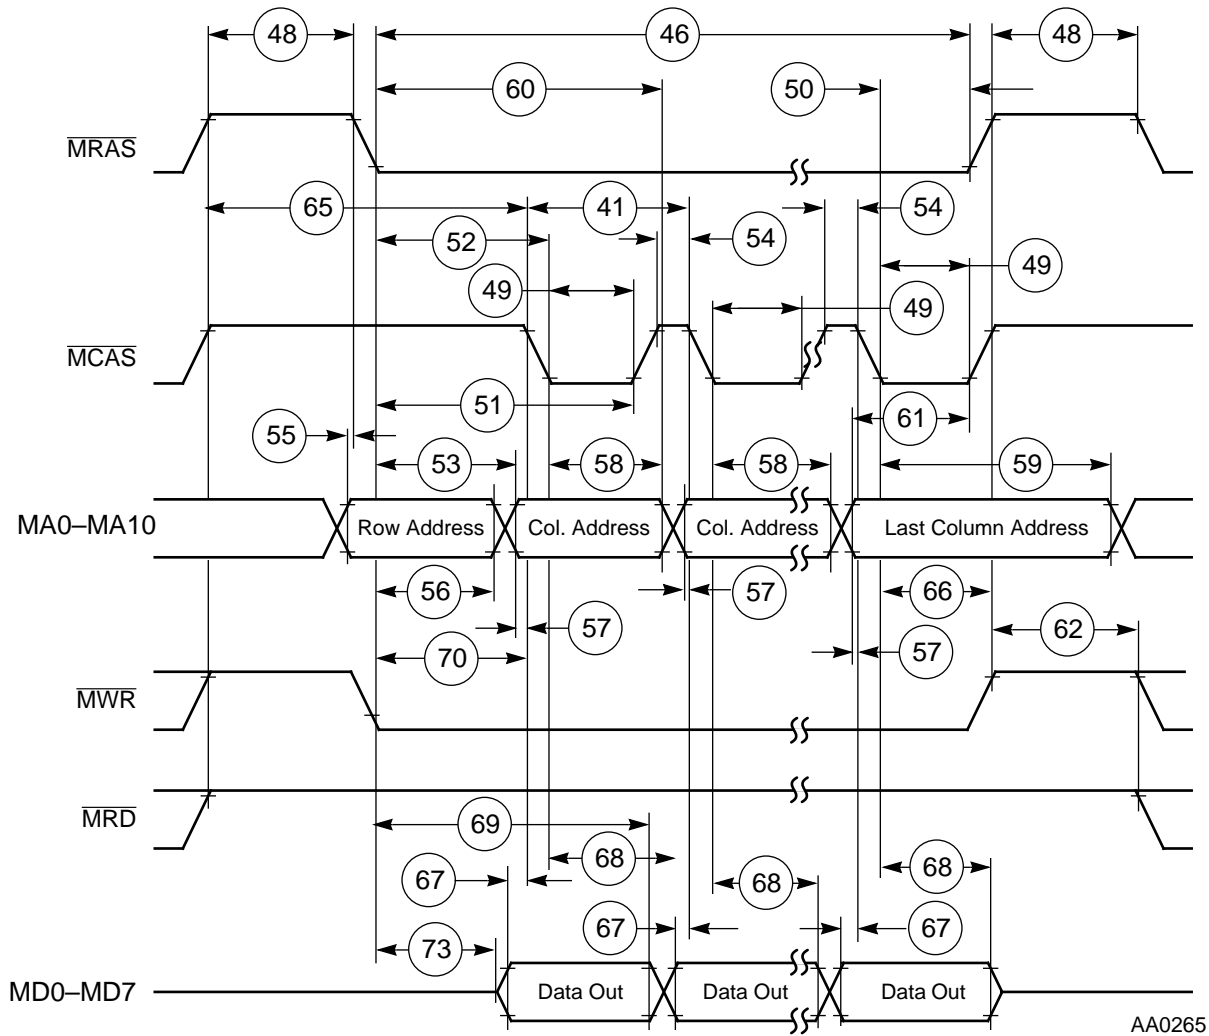 48 46 48
60 50
MRAS
65 41 54
52 54
49 49
49
MCAS
51 61
55
53 58 58 59
MA0–MA10 Row Address Col. Address Col. Address Last Column Address
56 57 66
57 62
70 57
MWR
MRD
69
68 68
67 68
67 67
73
MD0–MD7 Data Out Data Out Data Out
AA0265